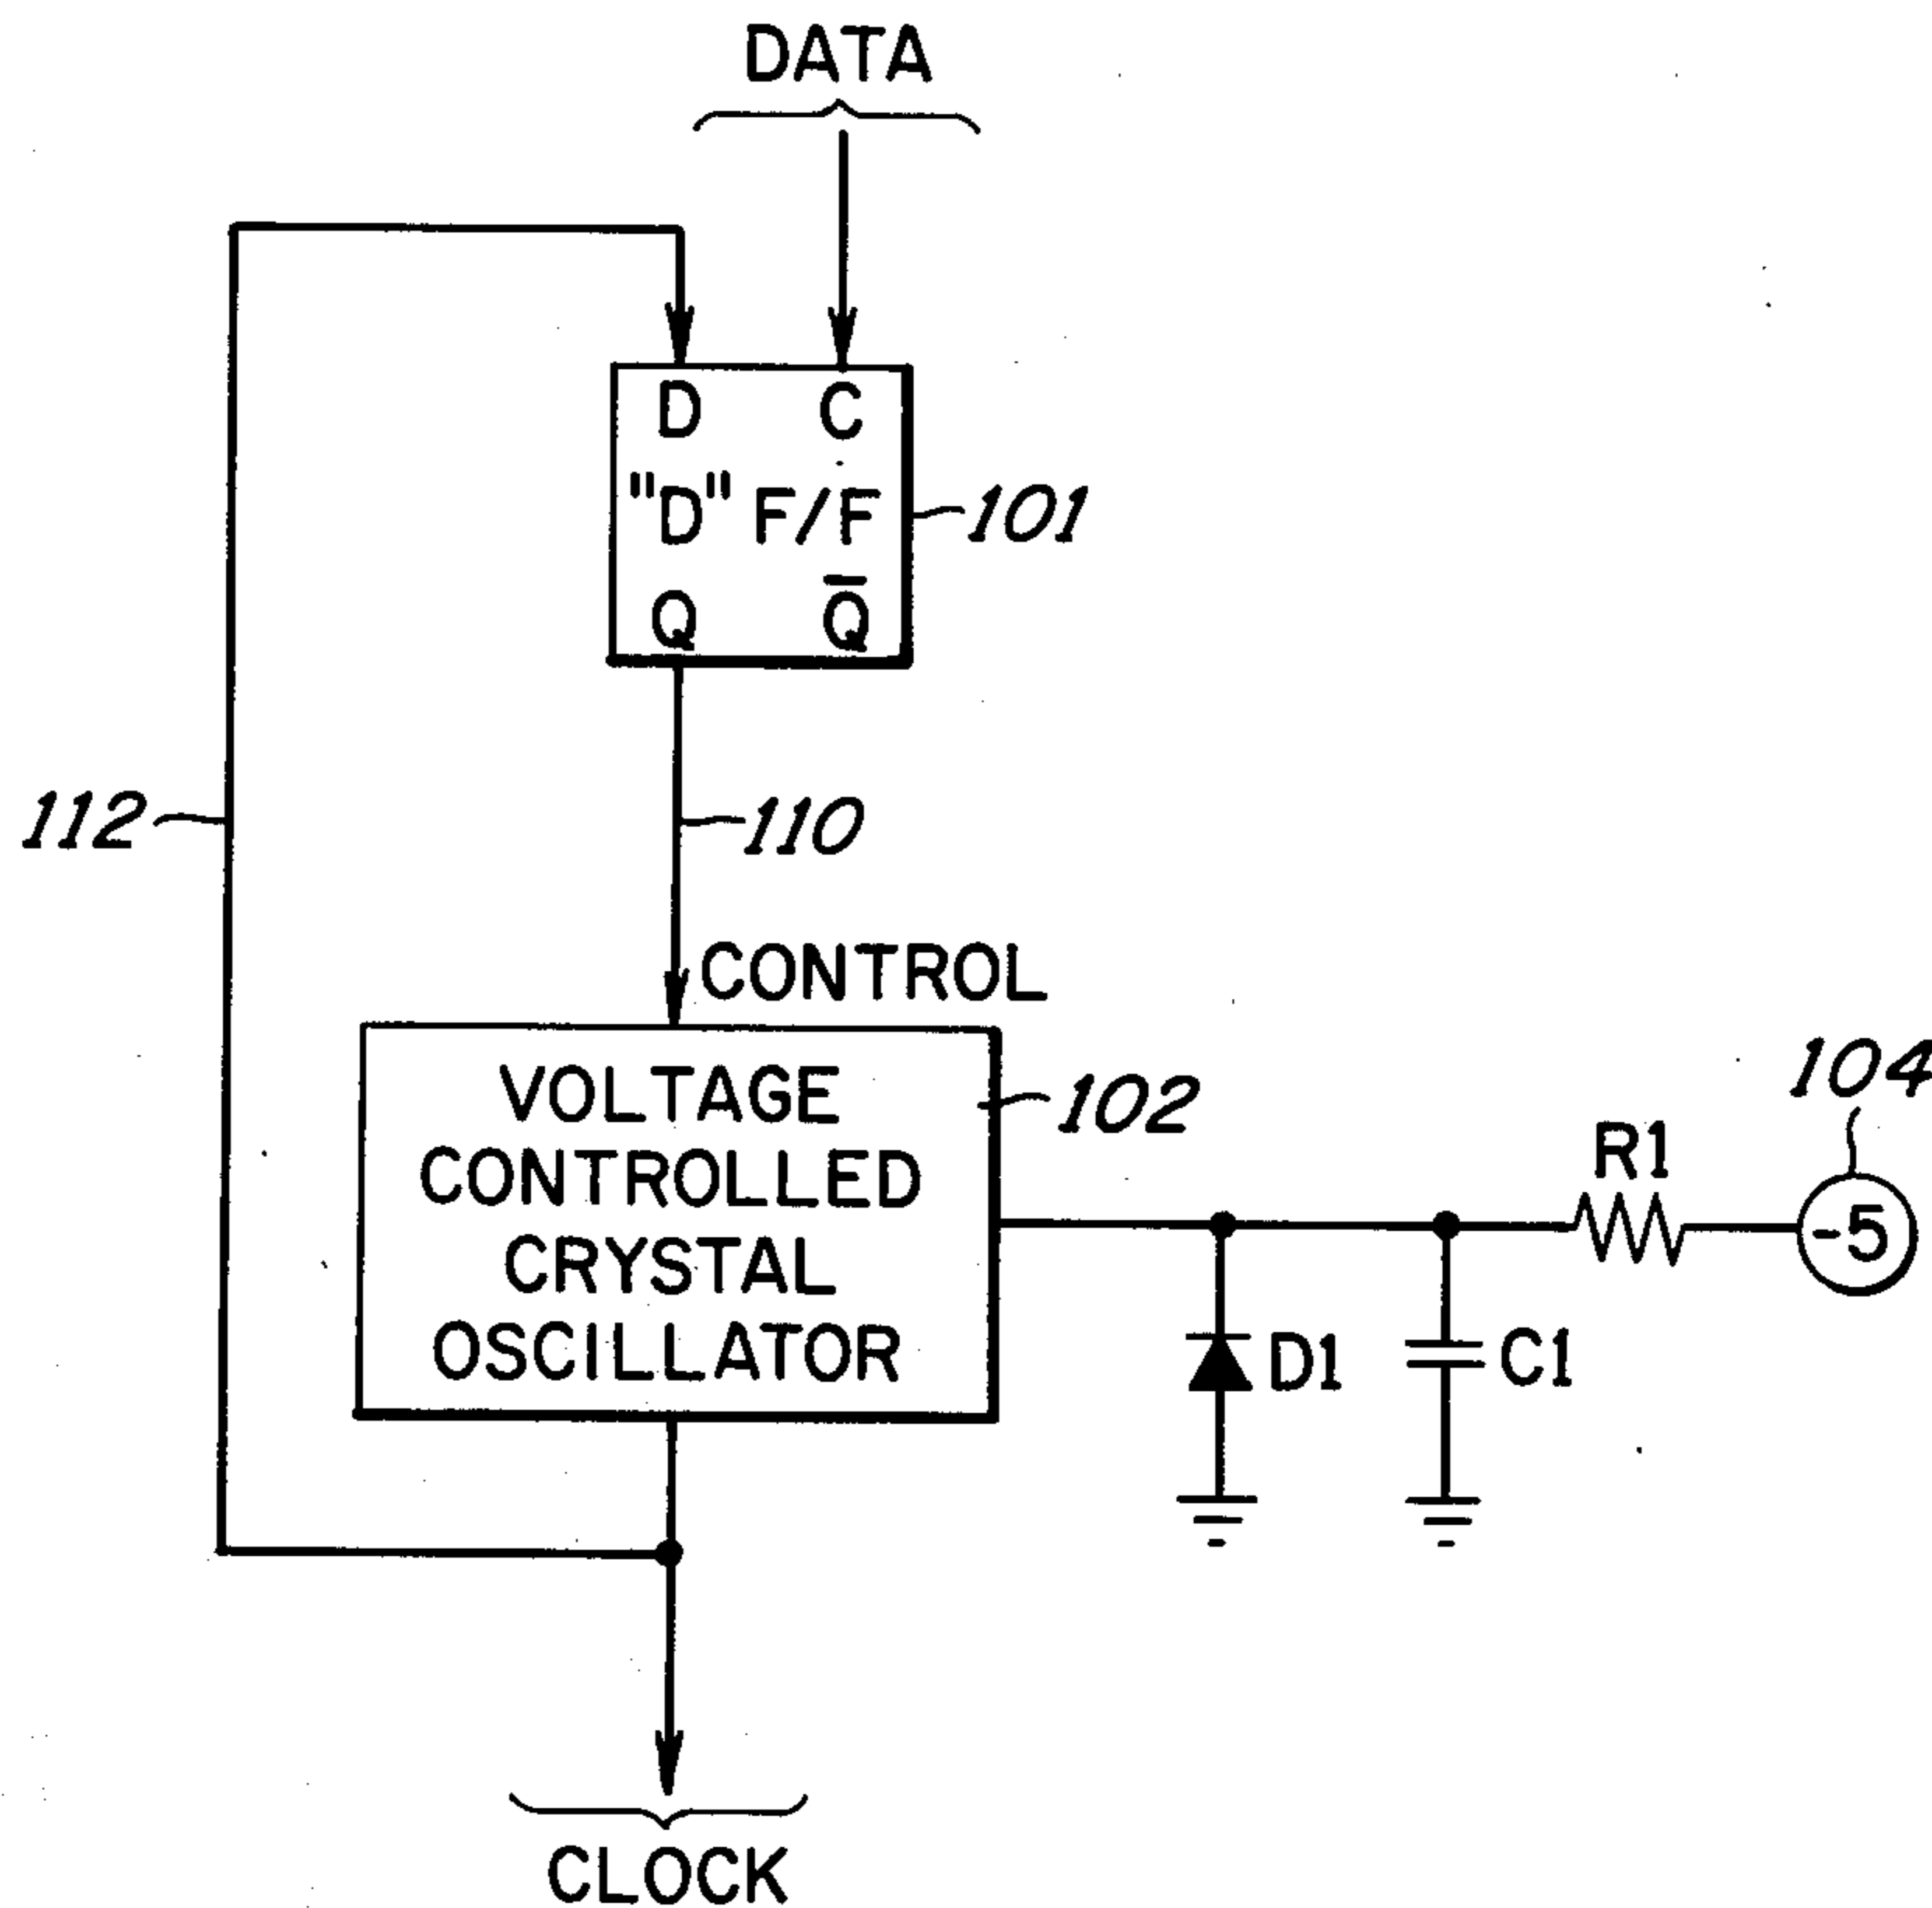 DATA
D C
"D" F/F
101
Q Q̅
112
110
CONTROL
VOLTAGE
CONTROLLED
CRYSTAL
OSCILLATOR
102
104
R1
-5
D1
C1
CLOCK